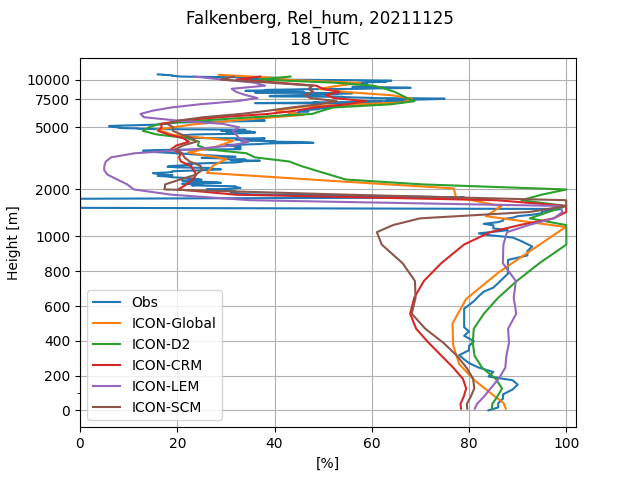 Falkenberg, Rel_hum, 20211125
18 UTC
10000
7500
5000
2000
1000
800
600
400
200
0
Height [m]
Obs
ICON-Global
ICON-D2
ICON-CRM
ICON-LEM
ICON-SCM
0 20 40 60 80 100
[%]